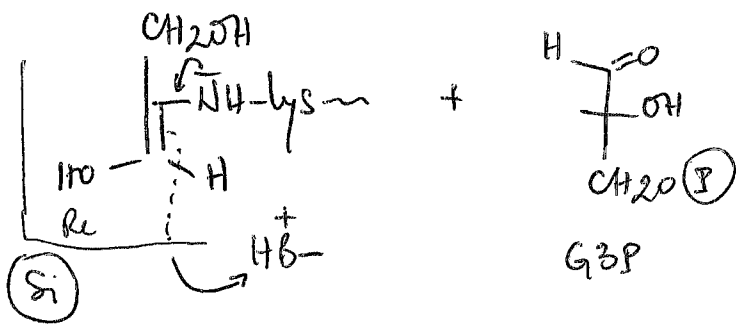 CH2OH
NH-lys
+
H
O
OH
HO
H
CH2O P
Re
+
HB-
G3P
Si